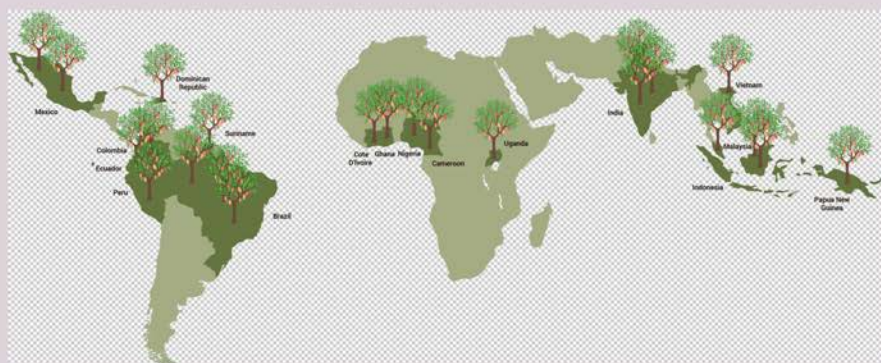 Mexico
Dominican
Republic
Suriname
Colombia
Ecuador
Peru
Brazil
Cote
D'Ivoire
Ghana
Nigeria
Cameroon
Uganda
India
Vietnam
Malaysia
Indonesia
Papua New
Guinea